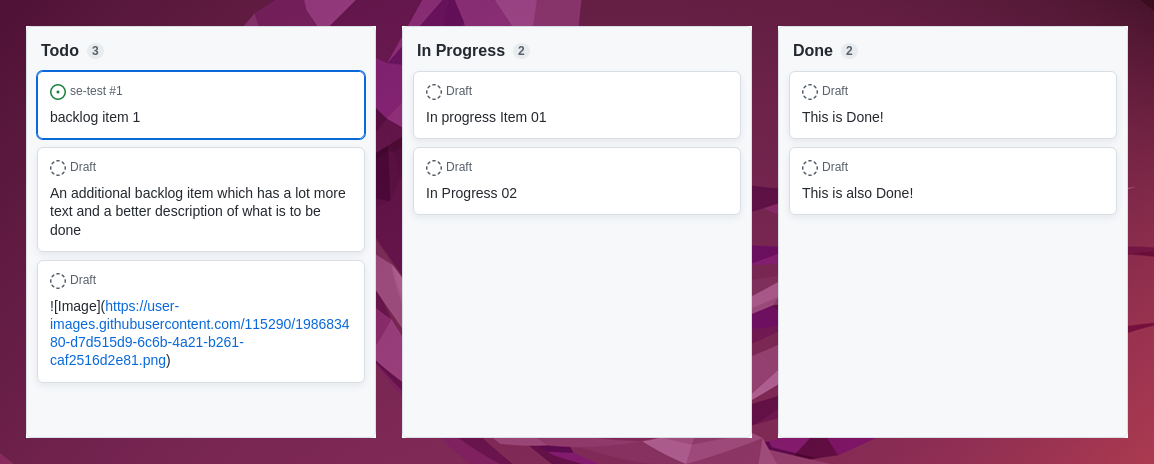 Todo 3
se-test #1
backlog item 1
Draft
An additional backlog item which has a lot more
text and a better description of what is to be
done
Draft
![Image](https://user-
images.githubusercontent.com/115290/1986834
80-d7d515d9-6c6b-4a21-b261-
caf2516d2e81.png)
In Progress 2
Draft
In progress Item 01
Draft
In Progress 02
Done 2
Draft
This is Done!
Draft
This is also Done!